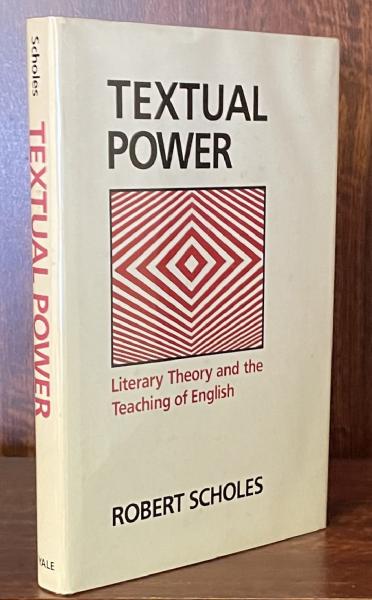 Scholes
TEXTUAL POWER
YALE
TEXTUAL
POWER
Literary Theory and the
Teaching of English
ROBERT SCHOLES